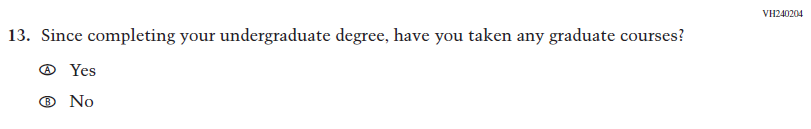 VH240204
13. Since completing your undergraduate degree, have you taken any graduate courses?
A Yes
B No